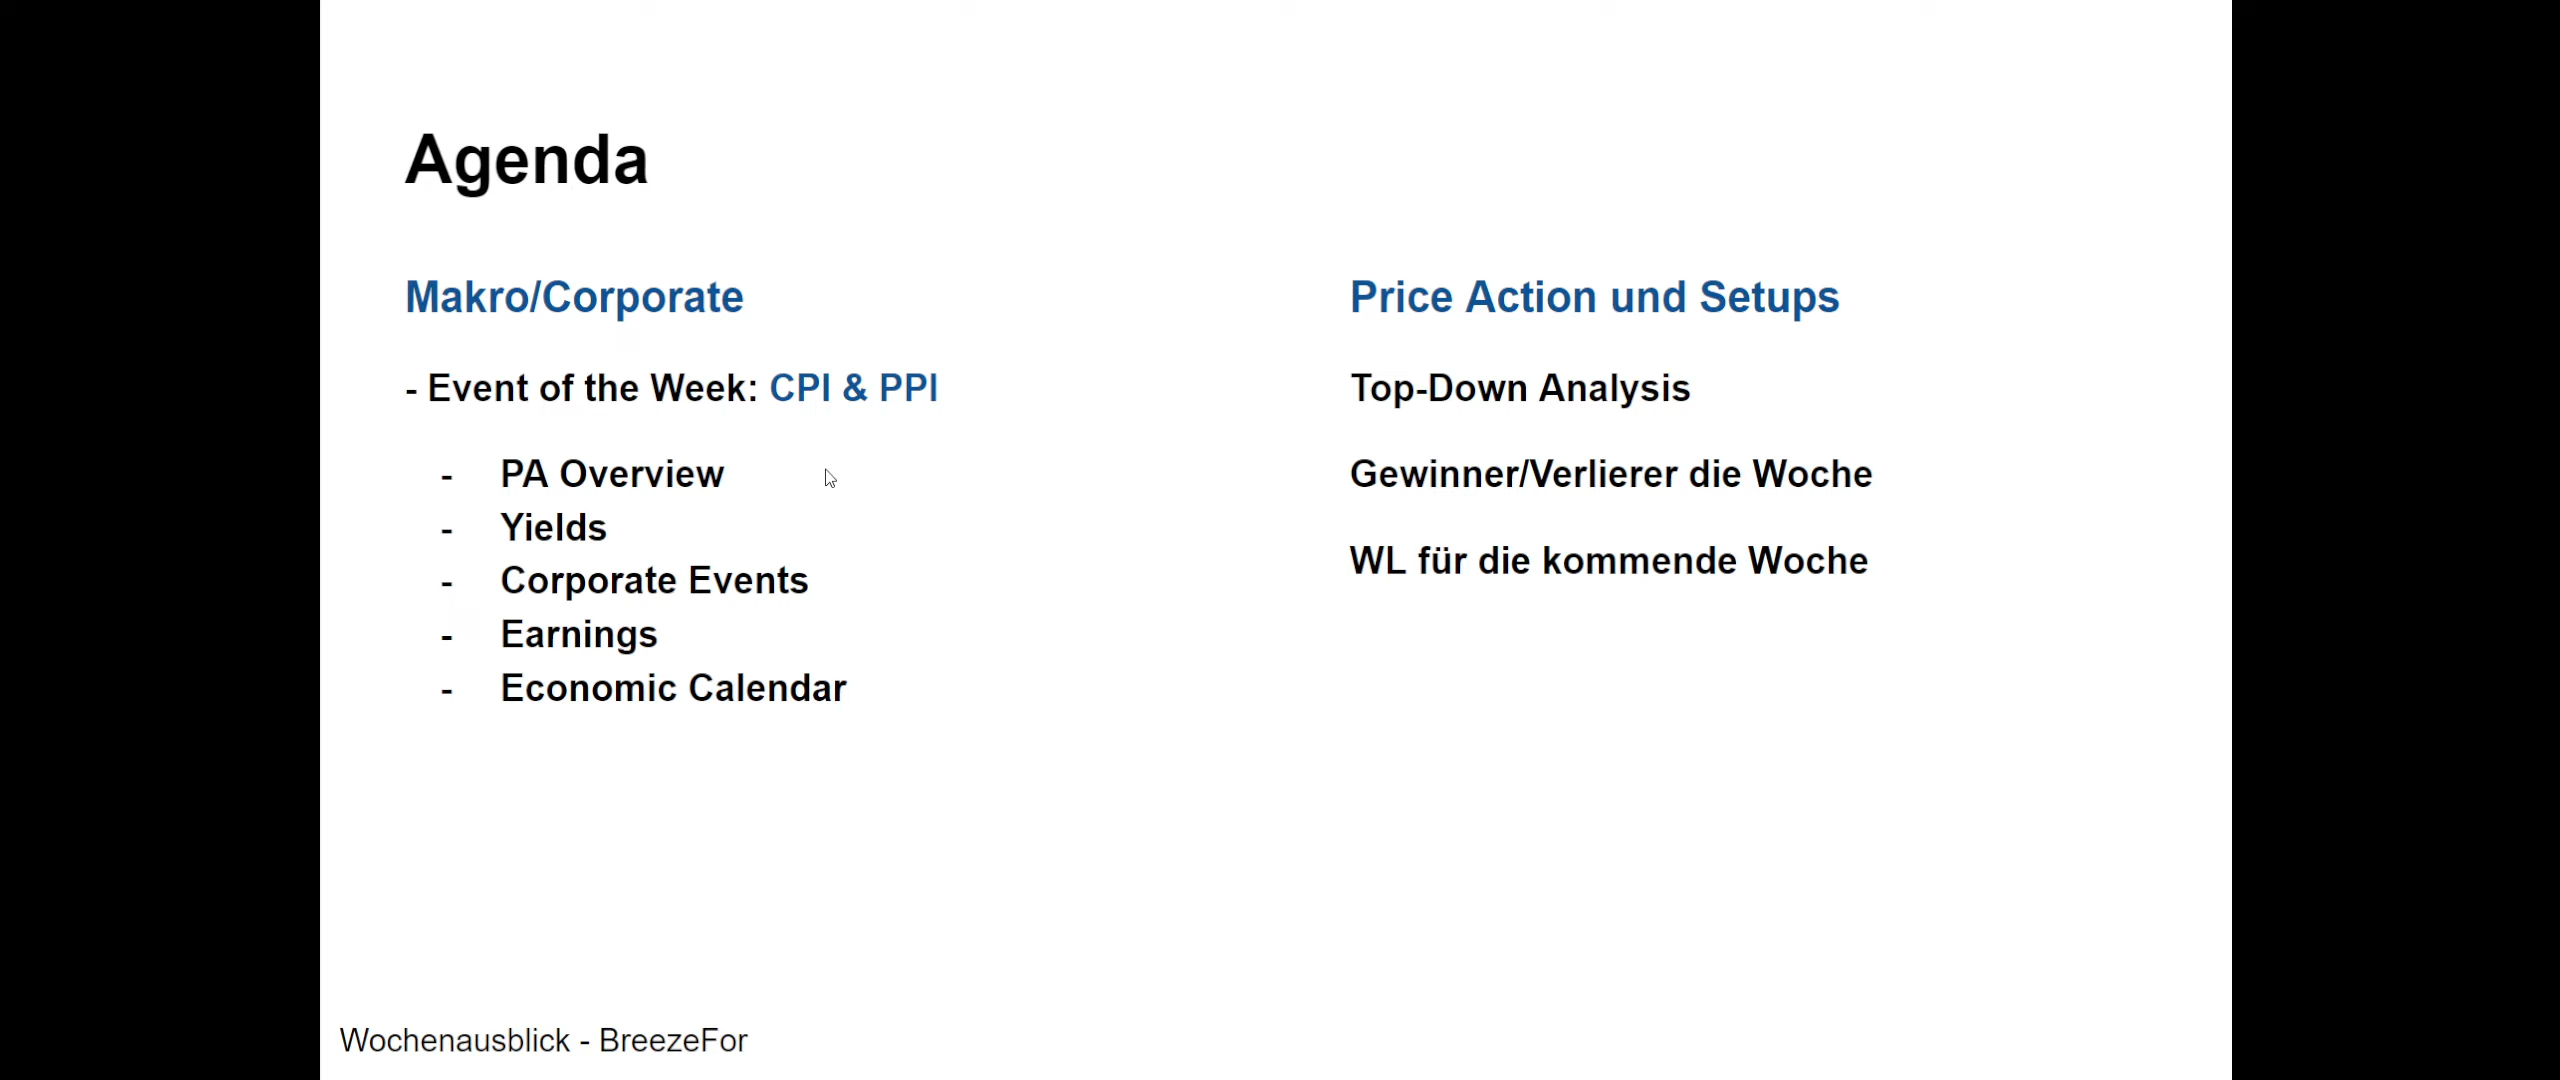 Agenda
Makro/Corporate
- Event of the Week: CPI & PPI
- PA Overview
- Yields
- Corporate Events
- Earnings
- Economic Calendar
Price Action und Setups
Top-Down Analysis
Gewinner/Verlierer die Woche
WL für die kommende Woche
Wochenausblick - BreezeFor